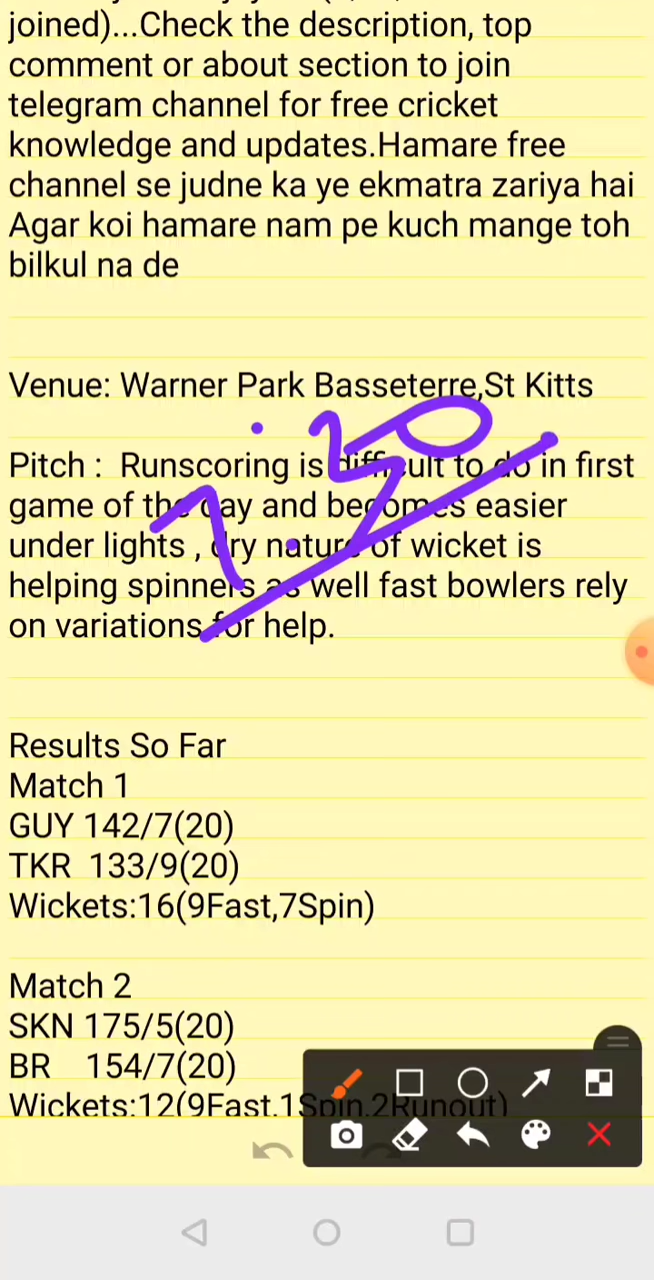 joined)...Check the description, top
comment or about section to join
telegram channel for free cricket
knowledge and updates.Hamare free
channel se judne ka ye ekmatra zariya hai
Agar koi hamare nam pe kuch mange toh
bilkul na de
Venue: Warner Park Basseterre,St Kitts
Pitch : Runscoring is difficult to do in first
game of the day and becomes easier
under lights , dry nature of wicket is
helping spinners as well fast bowlers rely
on variations for help.
7.30
Results So Far
Match 1
GUY 142/7(20)
TKR 133/9(20)
Wickets:16(9Fast,7Spin)
Match 2
SKN 175/5(20)
BR 154/7(20)
Wickets:12(9Fast,1Spin,2Runout)